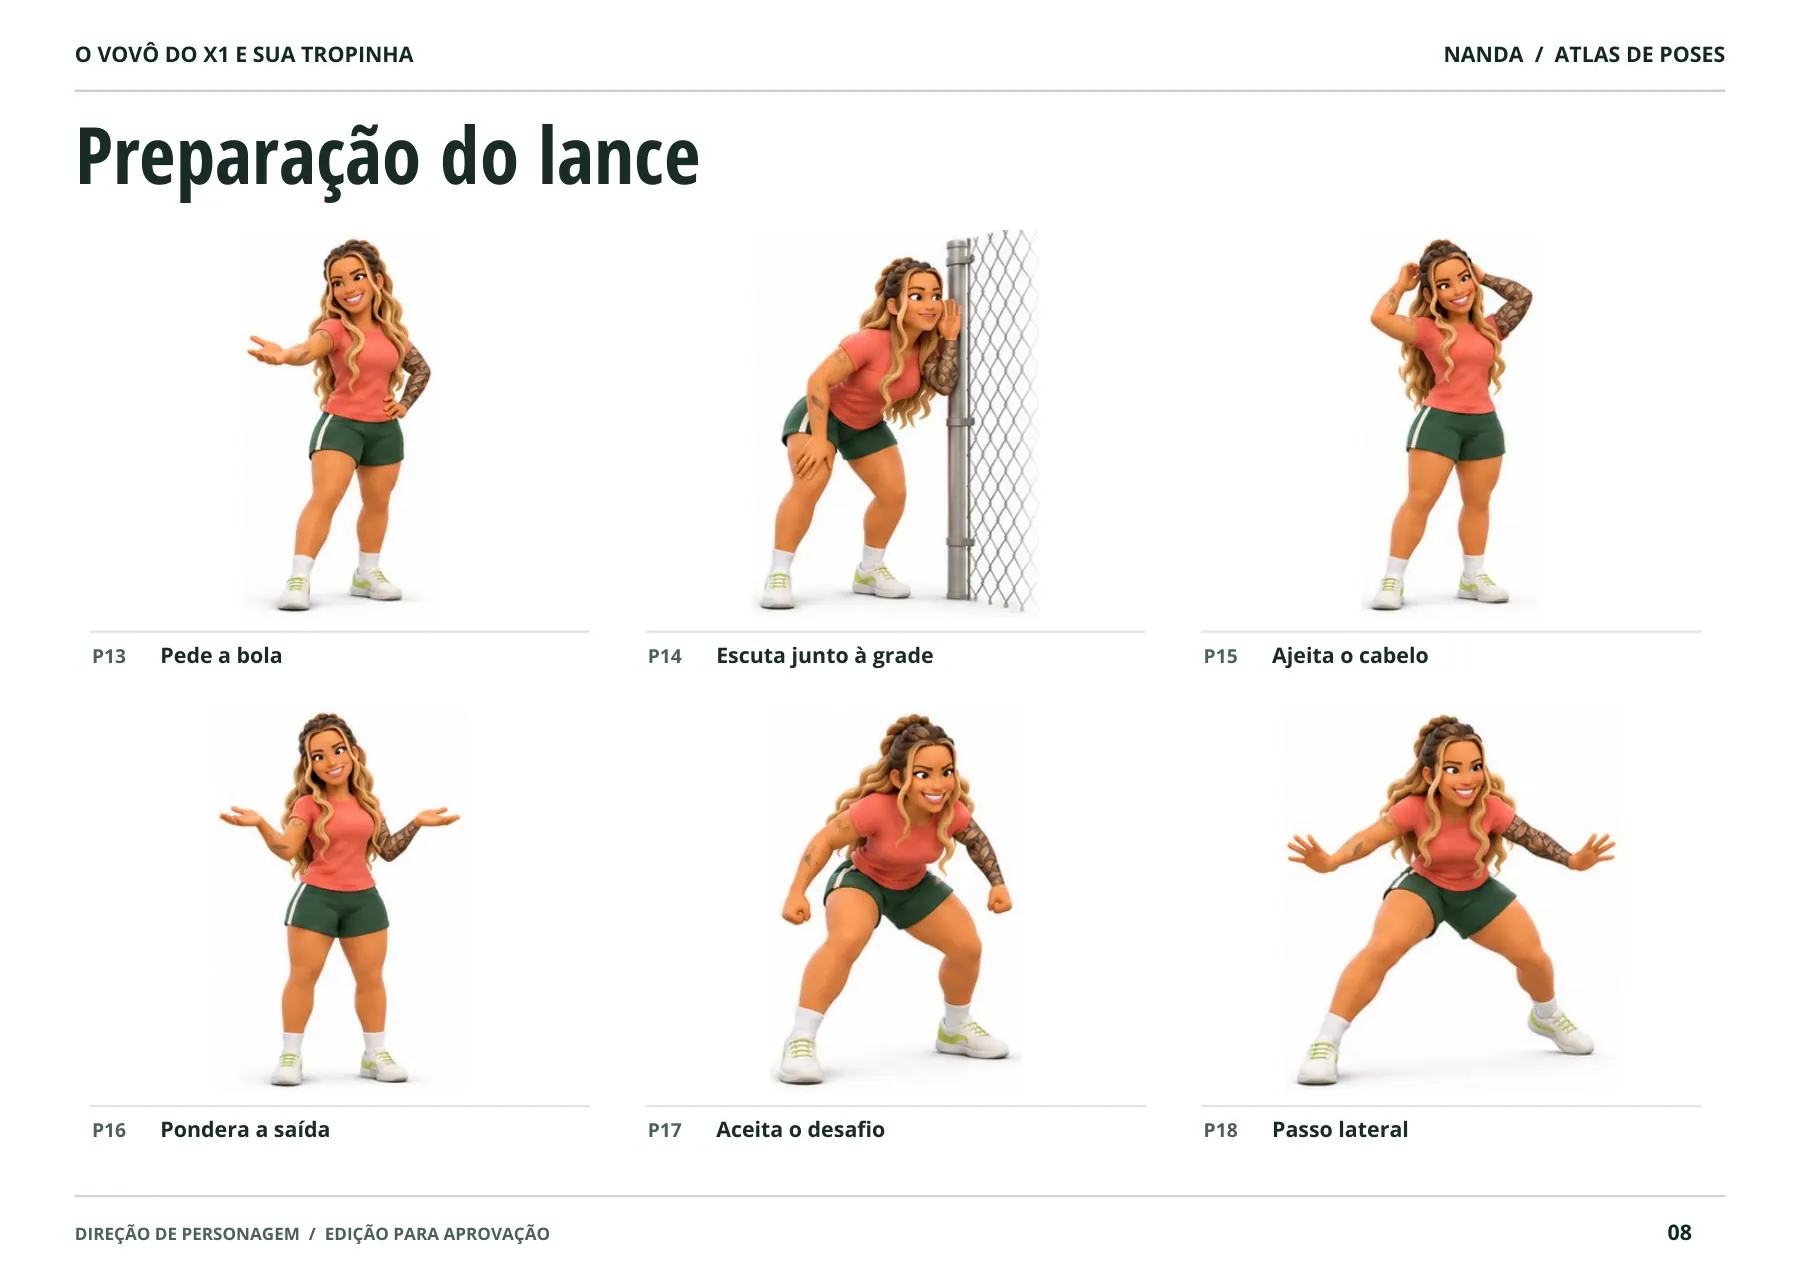 O VOVÔ DO X1 E SUA TROPINHA
NANDA / ATLAS DE POSES
Preparação do lance
P13 Pede a bola
P14 Escuta junto à grade
P15 Ajeita o cabelo
P16 Pondera a saída
P17 Aceita o desafio
P18 Passo lateral
DIREÇÃO DE PERSONAGEM / EDIÇÃO PARA APROVAÇÃO
08